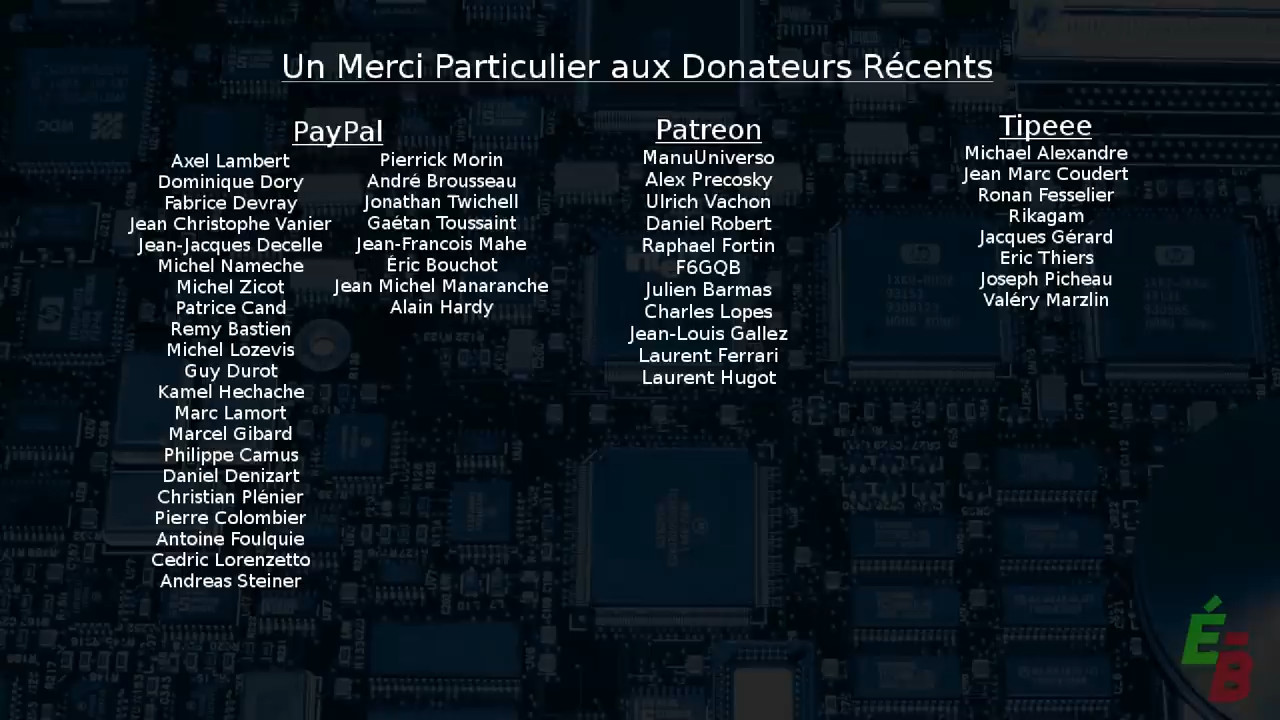 Un Merci Particulier aux Donateurs Récents
PayPal
Axel Lambert
Dominique Dory
Fabrice Devray
Jean Christophe Vanier
Jean-Jacques Decelle
Michel Nameche
Michel Zicot
Patrice Cand
Remy Bastien
Michel Lozevis
Guy Durot
Kamel Hechache
Marc Lamort
Marcel Gibard
Philippe Camus
Daniel Denizart
Christian Plénier
Pierre Colombier
Antoine Foulquie
Cedric Lorenzetto
Andreas Steiner
Pierrick Morin
André Brousseau
Jonathan Twichell
Gaétan Toussaint
Jean-Francois Mahe
Éric Bouchot
Jean Michel Manaranche
Alain Hardy
Patreon
ManuUniverso
Alex Precosky
Ulrich Vachon
Daniel Robert
Raphael Fortin
F6GQB
Julien Barmas
Charles Lopes
Jean-Louis Gallez
Laurent Ferrari
Laurent Hugot
Tipeee
Michael Alexandre
Jean Marc Coudert
Ronan Fesselier
Rikagam
Jacques Gérard
Eric Thiers
Joseph Picheau
Valéry Marzlin
É-B